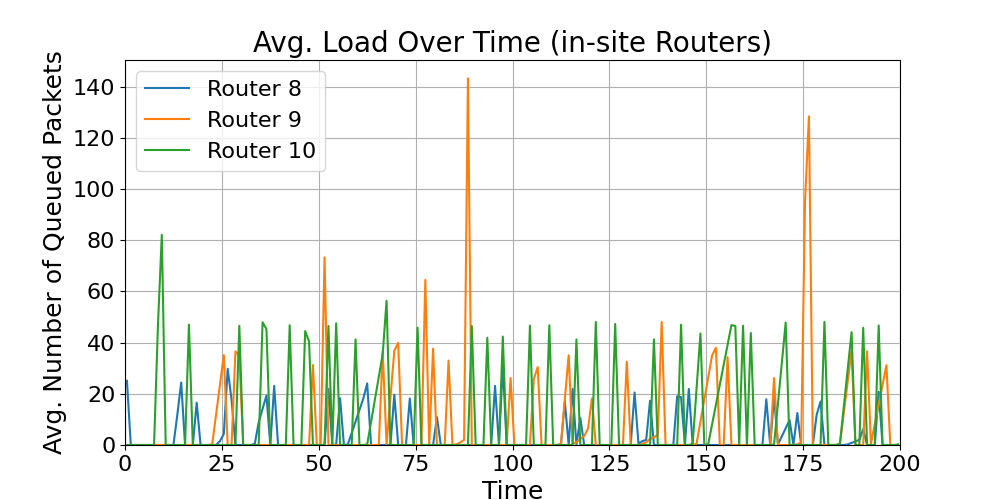 Avg. Load Over Time (in-site Routers)
Avg. Number of Queued Packets
140
120
100
80
60
40
20
0
Router 8
Router 9
Router 10
0 25 50 75 100 125 150 175 200
Time